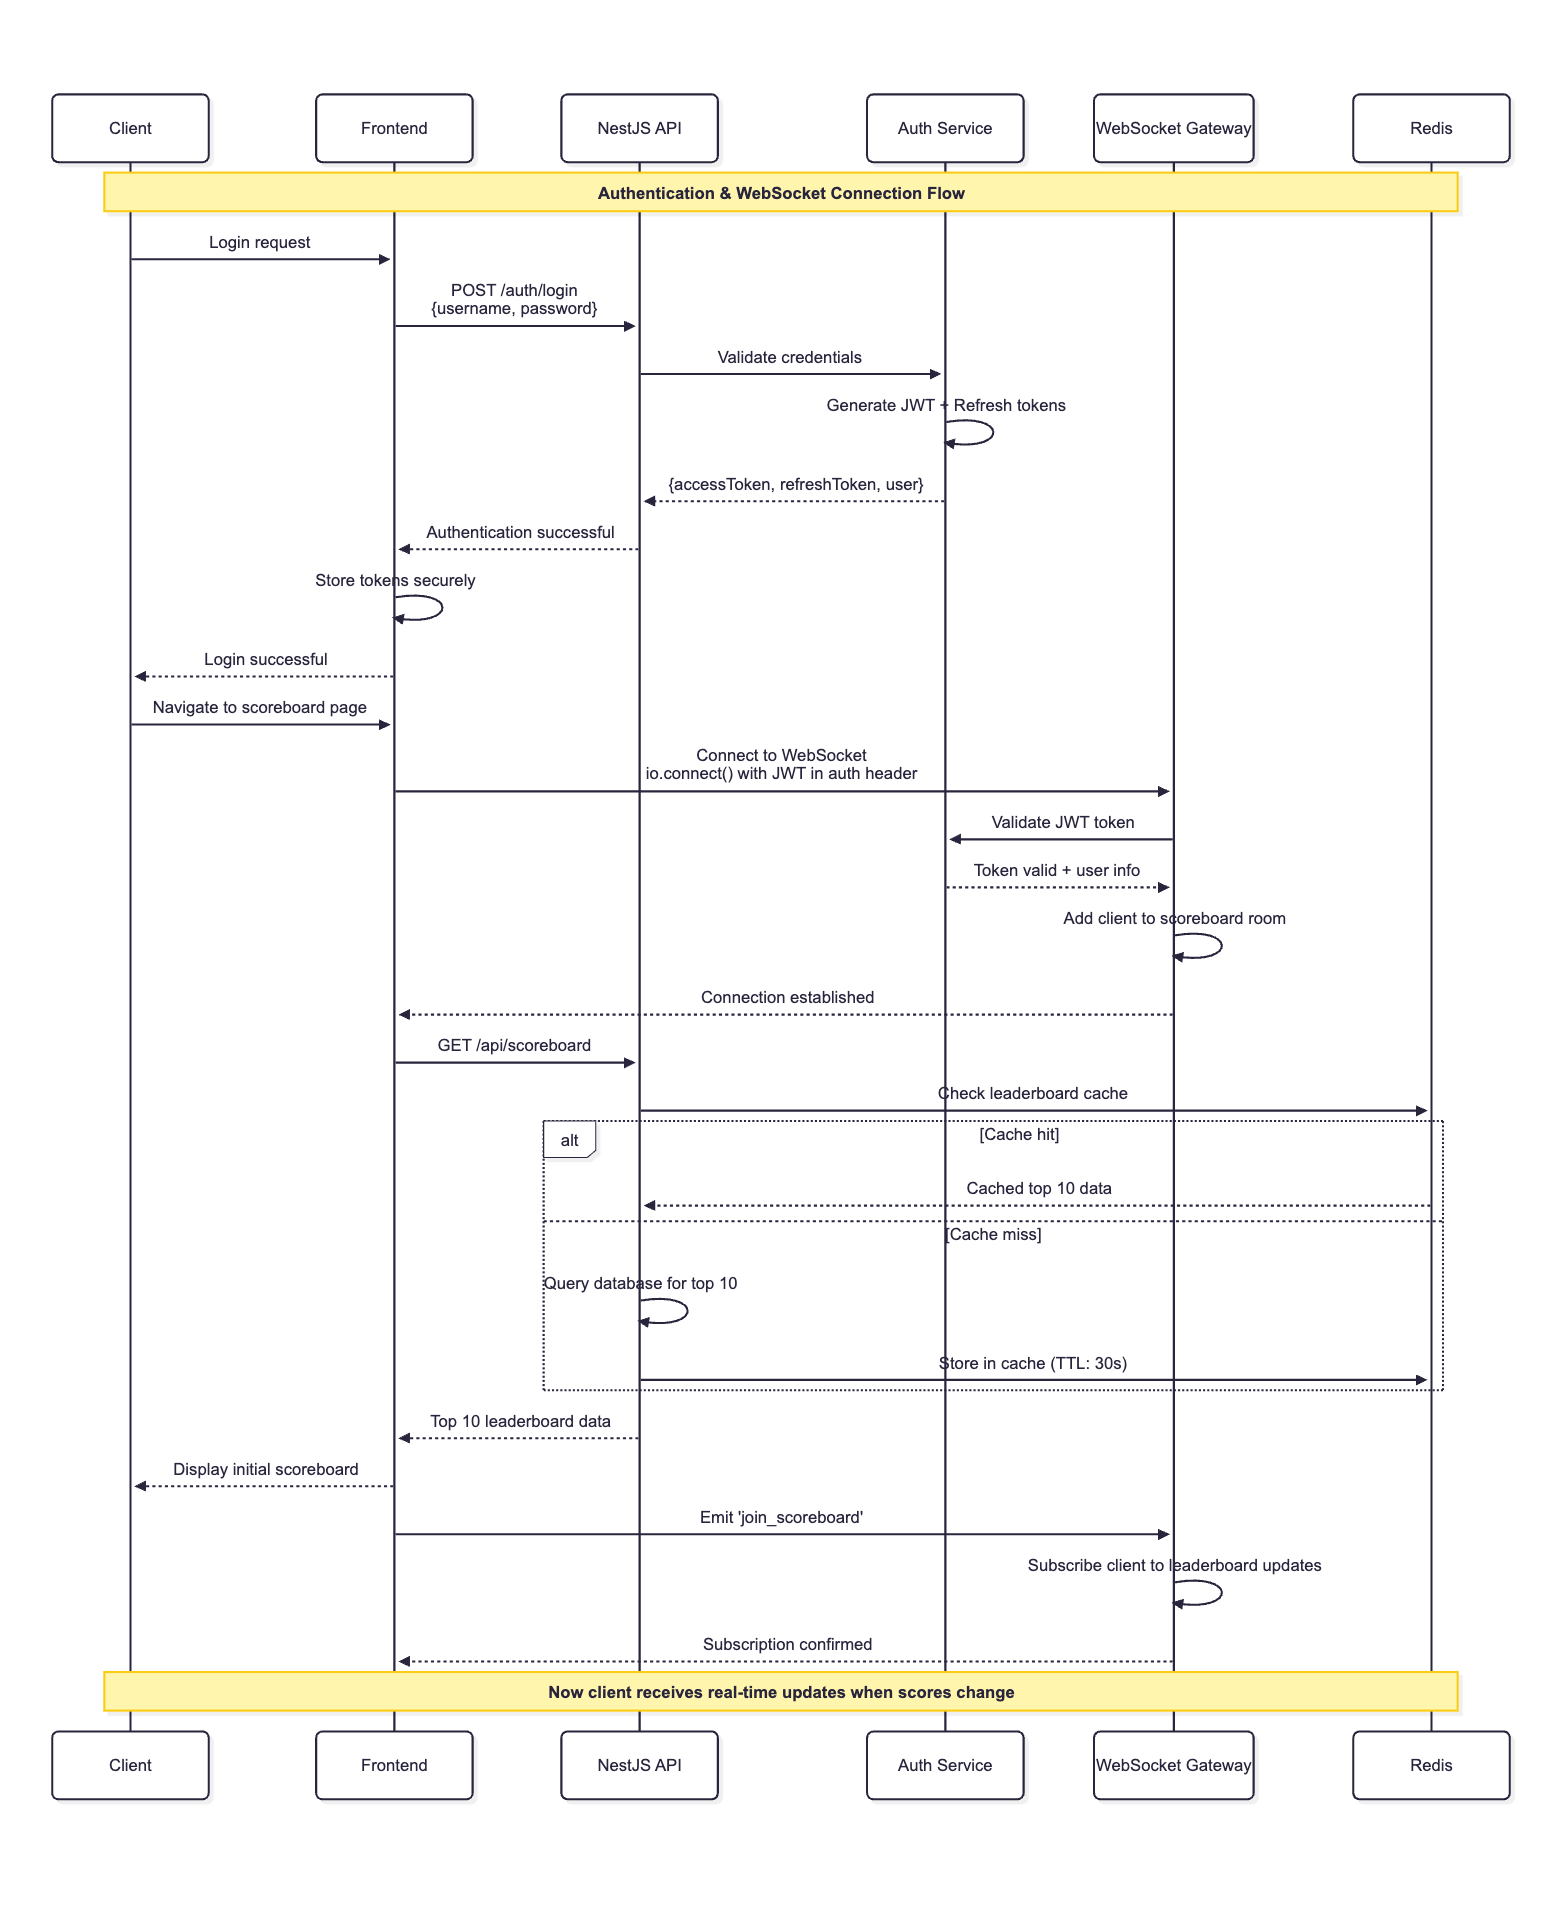 Client
Frontend
NestJS API
Auth Service
WebSocket Gateway
Redis
Authentication & WebSocket Connection Flow
Login request
POST /auth/login
{username, password}
Validate credentials
Generate JWT + Refresh tokens
{accessToken, refreshToken, user}
Authentication successful
Store tokens securely
Login successful
Navigate to scoreboard page
Connect to WebSocket
io.connect() with JWT in auth header
Validate JWT token
Token valid + user info
Add client to scoreboard room
Connection established
GET /api/scoreboard
Check leaderboard cache
alt
[Cache hit]
Cached top 10 data
[Cache miss]
Query database for top 10
Store in cache (TTL: 30s)
Top 10 leaderboard data
Display initial scoreboard
Emit 'join_scoreboard'
Subscribe client to leaderboard updates
Subscription confirmed
Now client receives real-time updates when scores change
Client
Frontend
NestJS API
Auth Service
WebSocket Gateway
Redis